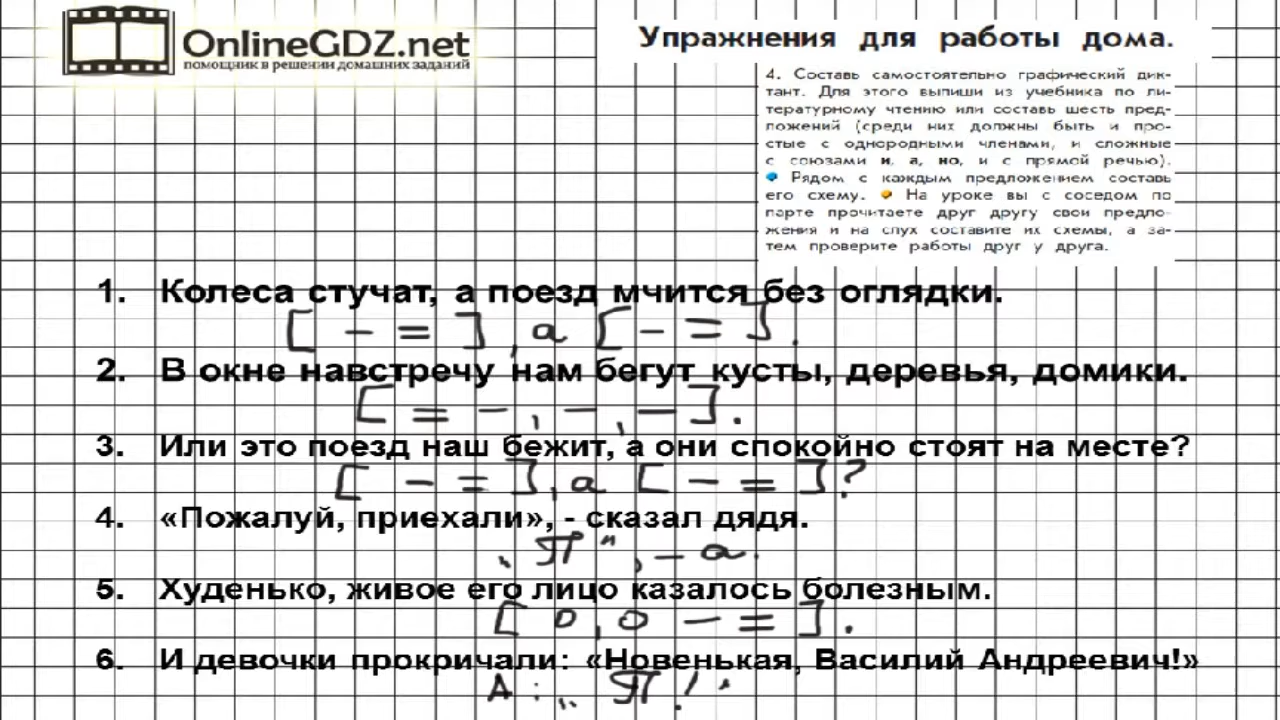 OnlineGDZ.net
помощник в решении домашних заданий
Упражнения для работы дома.
4. Составь самостоятельно графический дик-
тант. Для этого выпиши из учебника по ли-
тературному чтению или составь шесть пред-
ложений (среди них должны быть и про-
стые с однородными членами, и сложные
с союзами и, а, но, и с прямой речью).
Рядом с каждым предложением составь
его схему. На уроке вы с соседом по
парте прочитаете друг другу свои предло-
жения и на слух составите их схемы, а за-
тем проверите работы друг у друга.
1. Колеса стучат, а поезд мчится без оглядки.
[ - = ], а [ - = ].
2. В окне навстречу нам бегут кусты, деревья, домики.
[ = -, -, - ].
3. Или это поезд наш бежит, а они спокойно стоят на месте?
[ - = ], а [ - = ]?
4. «Пожалуй, приехали», - сказал дядя.
„П“, - а.
5. Худенько, живое его лицо казалось болезным.
[ О, О - = ].
6. И девочки прокричали: «Новенькая, Василий Андреевич!»
А: „П!“